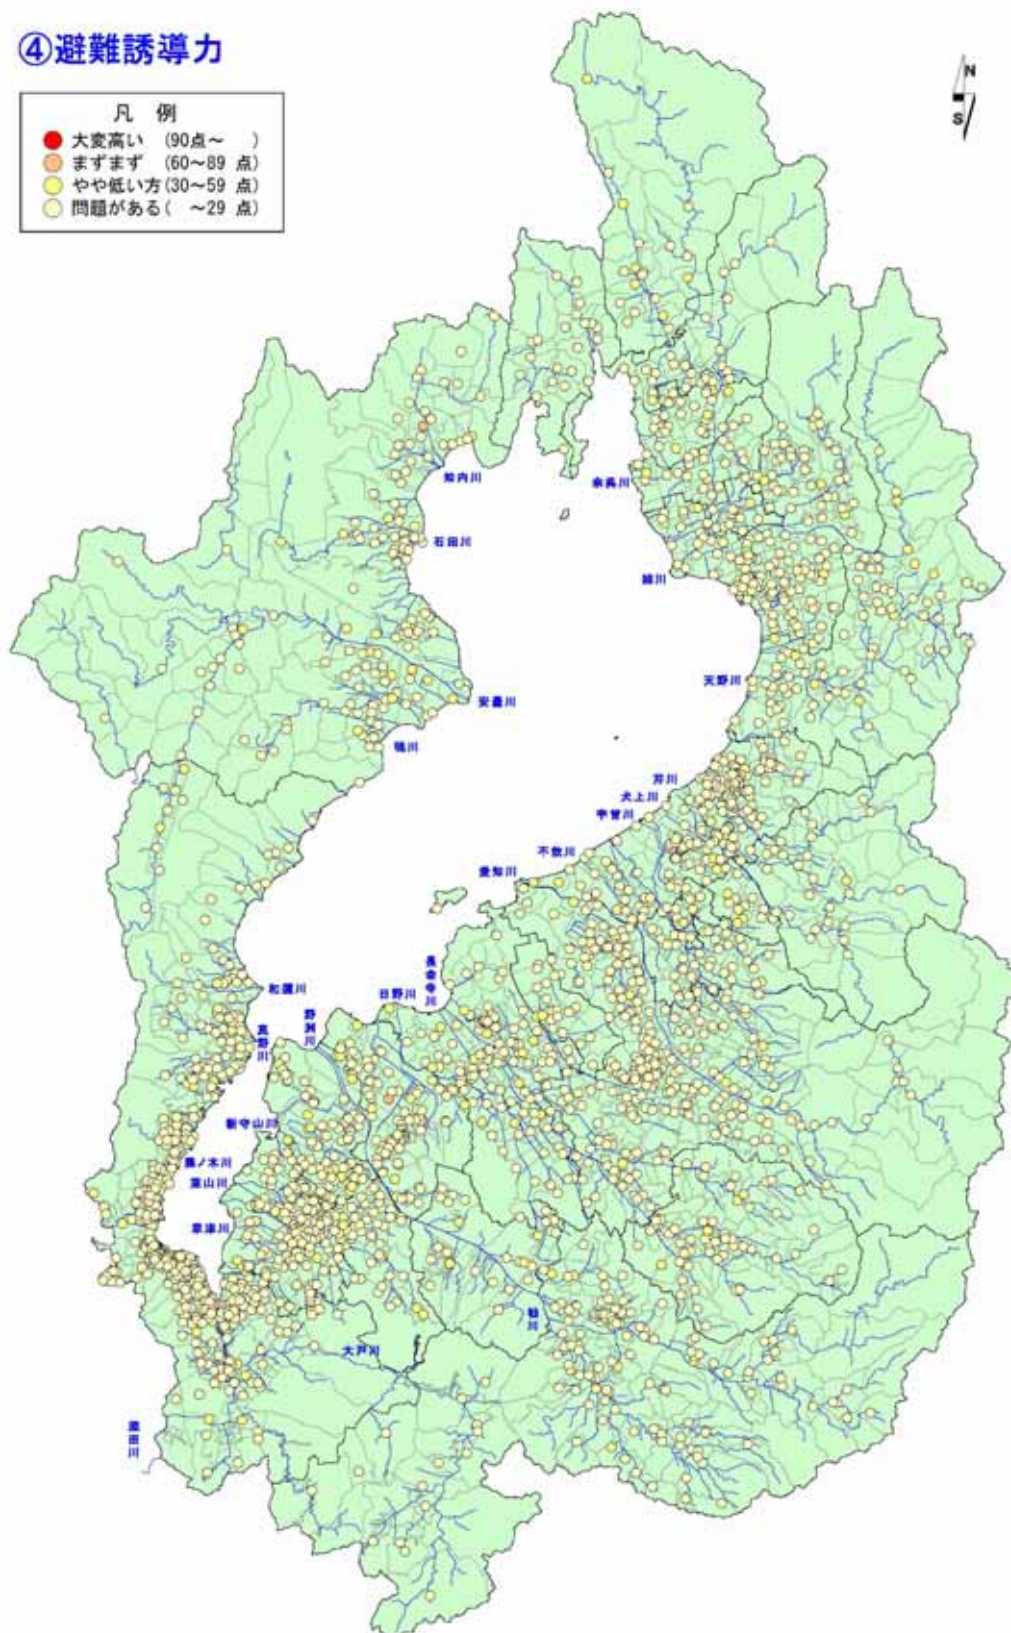 ④避難誘導力
凡 例
大変高い (90点～ )
まずまず (60～89 点)
やや低い方(30～59 点)
問題がある( ～29 点)
N
S
知内川
余呉川
石田川
姉川
天野川
安曇川
鴨川
芹川
犬上川
宇曽川
不飲川
愛知川
長命寺川
日野川
和邇川
野洲川
真野川
新守山川
葉山川
草津川
大戸川